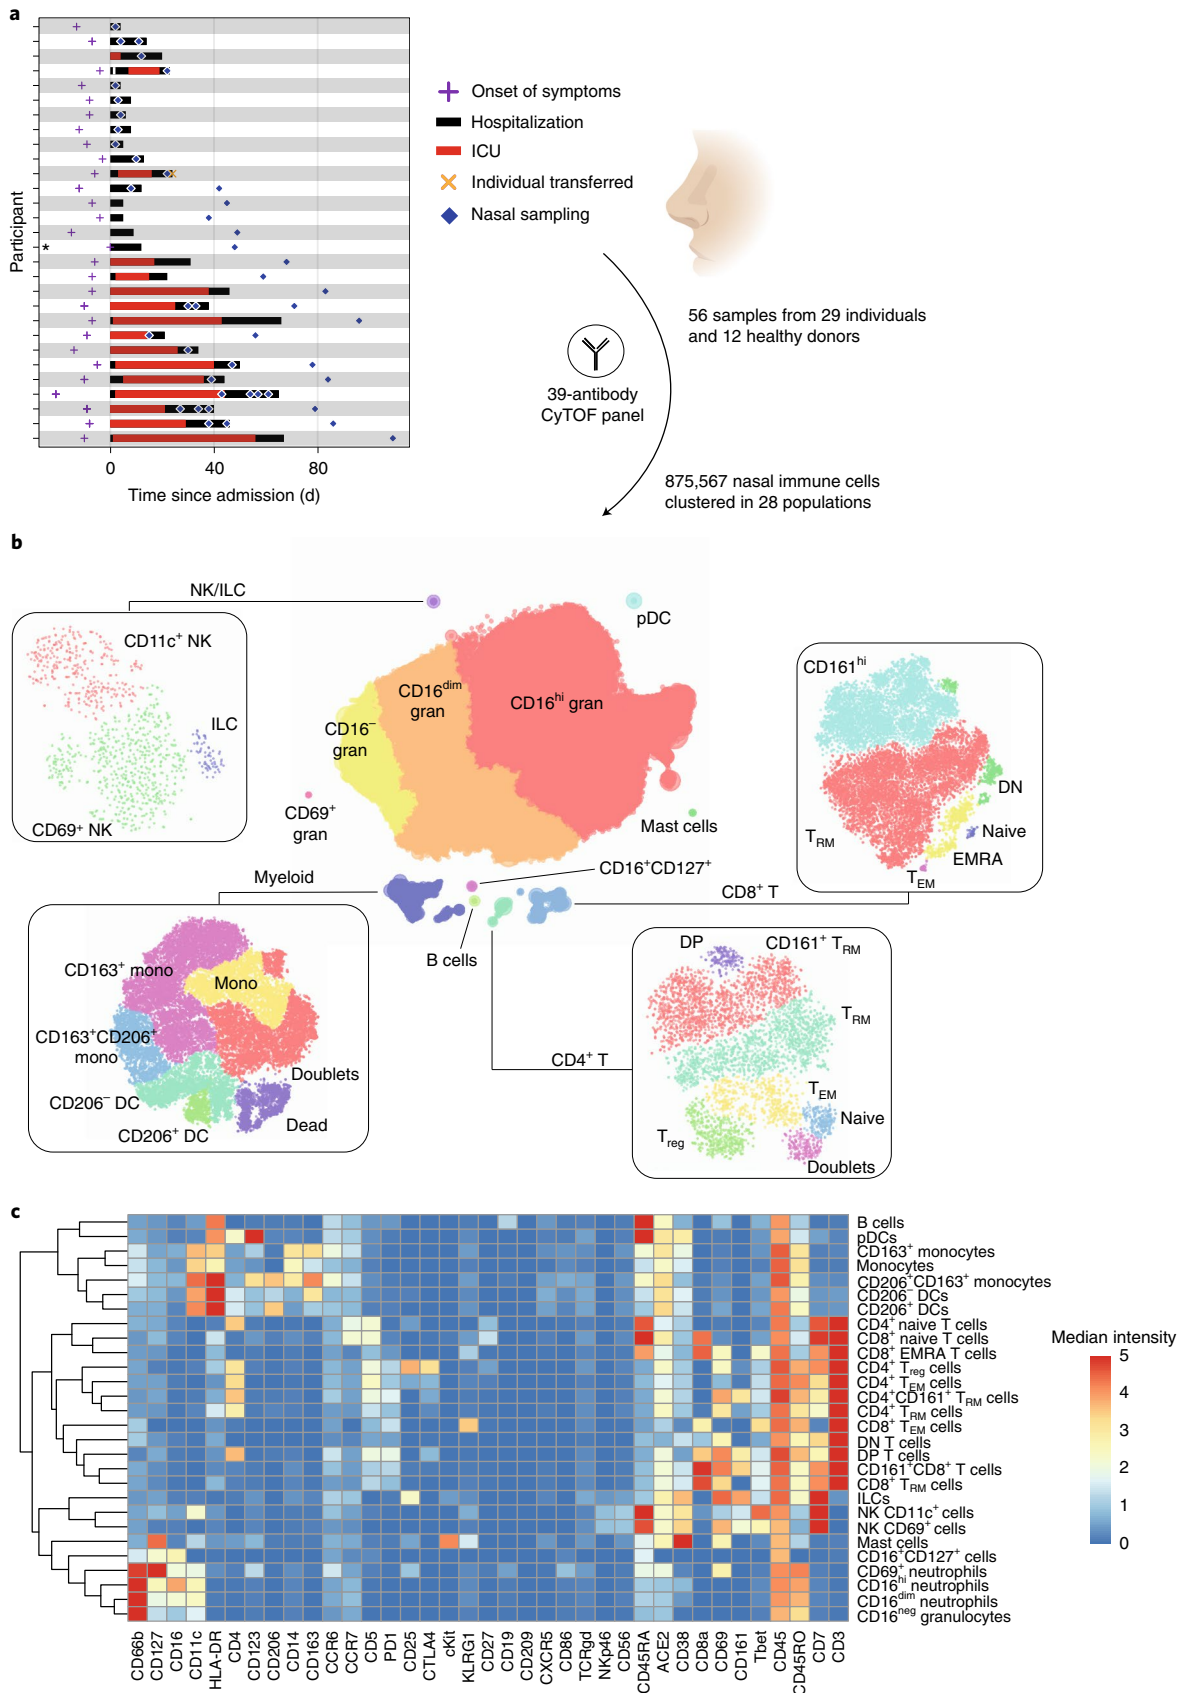 a
Participant
*
0
40
80
Time since admission (d)
Onset of symptoms
Hospitalization
ICU
Individual transferred
Nasal sampling
56 samples from 29 individuals
and 12 healthy donors
39-antibody
CyTOF panel
875,567 nasal immune cells
clustered in 28 populations
b
NK/ILC
CD11c+ NK
ILC
CD69+ NK
pDC
CD16dim
gran
CD16hi gran
CD16–
gran
CD69+
gran
Mast cells
CD16+CD127+
Myeloid
B cells
CD8+ T
CD4+ T
CD161hi
DN
Naive
TRM
EMRA
TEM
CD163+ mono
Mono
CD163+CD206+
mono
Doublets
CD206– DC
CD206+ DC
Dead
DP
CD161+ TRM
TRM
TEM
Naive
Treg
Doublets
c
B cells
pDCs
CD163+ monocytes
Monocytes
CD206+CD163+ monocytes
CD206– DCs
CD206+ DCs
CD4+ naive T cells
CD8+ naive T cells
CD8+ EMRA T cells
CD4+ Treg cells
CD4+ TEM cells
CD4+CD161+ TRM cells
CD4+ TRM cells
CD8+ TEM cells
DN T cells
DP T cells
CD161+CD8+ T cells
CD8+ TRM cells
ILCs
NK CD11c+ cells
NK CD69+ cells
Mast cells
CD16+CD127+ cells
CD69+ neutrophils
CD16hi neutrophils
CD16dim neutrophils
CD16neg granulocytes
CD66b
CD127
CD16
CD11c
HLA-DR
CD4
CD123
CD206
CD14
CD163
CCR6
CCR7
CD5
PD1
CD25
CTLA4
cKit
KLRG1
CD27
CD19
CD209
CXCR5
CD86
TCRgd
NKp46
CD56
CD45RA
ACE2
CD38
CD8a
CD69
CD161
Tbet
CD45
CD45RO
CD7
CD3
Median intensity
5
4
3
2
1
0